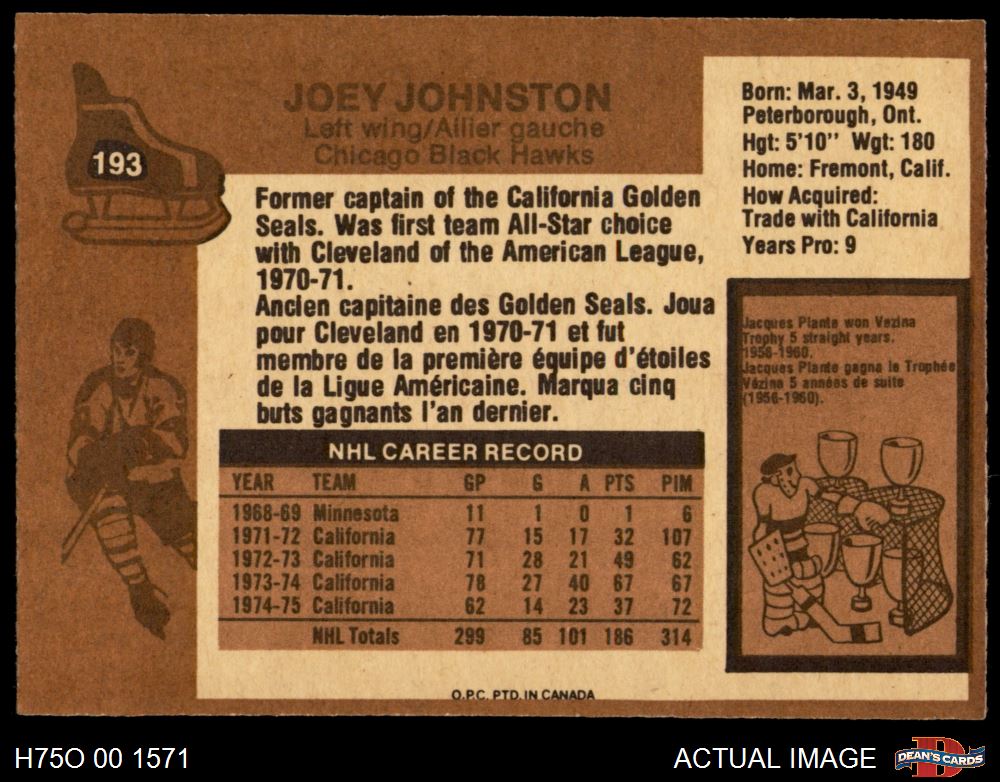 193
JOEY JOHNSTON
Left wing/Ailier gauche
Chicago Black Hawks
Born: Mar. 3, 1949
Peterborough, Ont.
Hgt: 5'10" Wgt: 180
Home: Fremont, Calif.
How Acquired:
Trade with California
Years Pro: 9
Former captain of the California Golden
Seals. Was first team All-Star choice
with Cleveland of the American League,
1970-71.
Ancien capitaine des Golden Seals. Joua
pour Cleveland en 1970-71 et fut
membre de la première équipe d'étoiles
de la Ligue Américaine. Marqua cinq
buts gagnants l'an dernier.
NHL CAREER RECORD
YEAR TEAM GP G A PTS PIM
1968-69 Minnesota 11 1 0 1 6
1971-72 California 77 15 17 32 107
1972-73 California 71 28 21 49 62
1973-74 California 78 27 40 67 67
1974-75 California 62 14 23 37 72
NHL Totals 299 85 101 186 314
Jacques Plante won Vezina
Trophy 5 straight years.
1956-1960.
Jacques Plante gagna le Trophée
Vézina 5 années de suite
(1956-1960).
O.P.C. PTD. IN CANADA
H75O 00 1571
ACTUAL IMAGE
D
DEAN'S CARDS